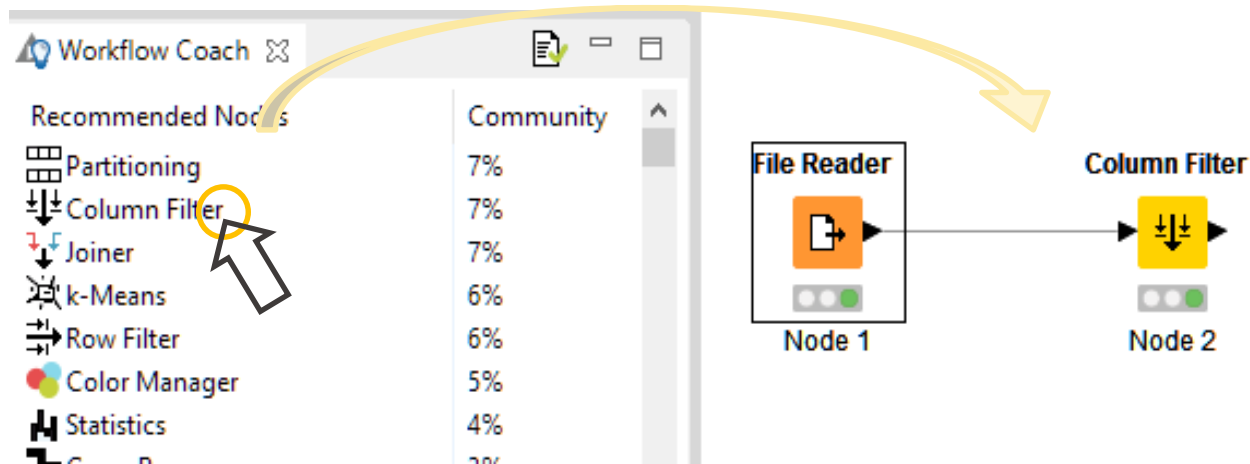 Workflow Coach
Recommended Nodes Community
Partitioning 7%
Column Filter 7%
Joiner 7%
k-Means 6%
Row Filter 6%
Color Manager 5%
Statistics 4%
File Reader
Node 1
Column Filter
Node 2